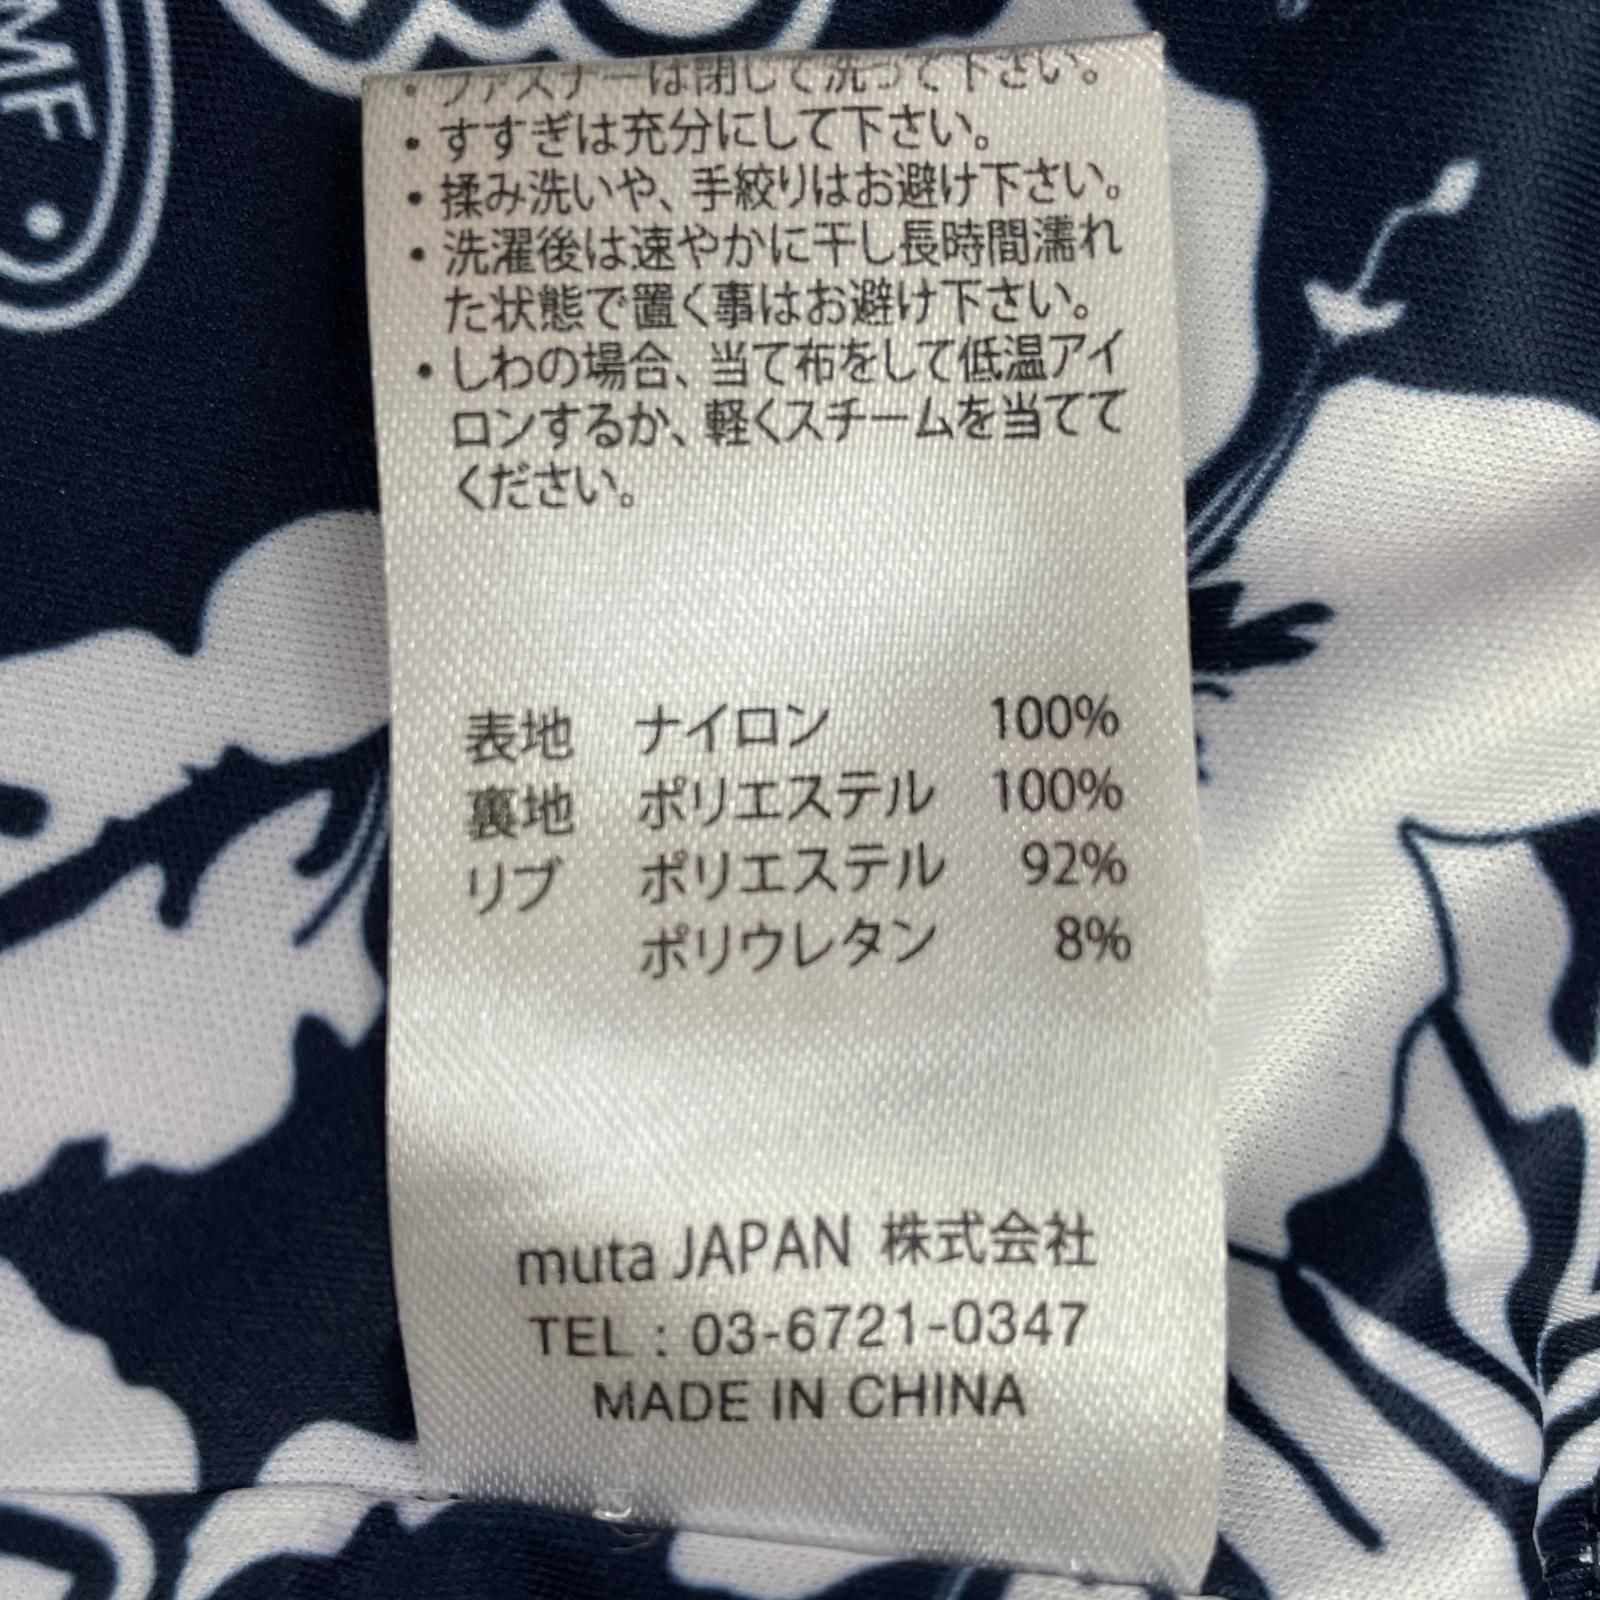 MF
・ファスナーは閉じて洗って下さい。
・すすぎは充分にして下さい。
・揉み洗いや、手絞りはお避け下さい。
・洗濯後は速やかに干し長時間濡れ
た状態で置く事はお避け下さい。
・しわの場合、当て布をして低温アイ
ロンするか、軽くスチームを当てて
ください。
表地 ナイロン 100%
裏地 ポリエステル 100%
リブ ポリエステル 92%
ポリウレタン 8%
muta JAPAN 株式会社
TEL : 03-6721-0347
MADE IN CHINA